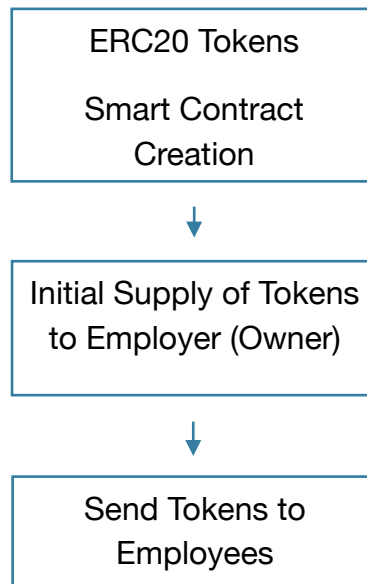 ERC20 Tokens
Smart Contract
Creation
Initial Supply of Tokens
to Employer (Owner)
Send Tokens to
Employees